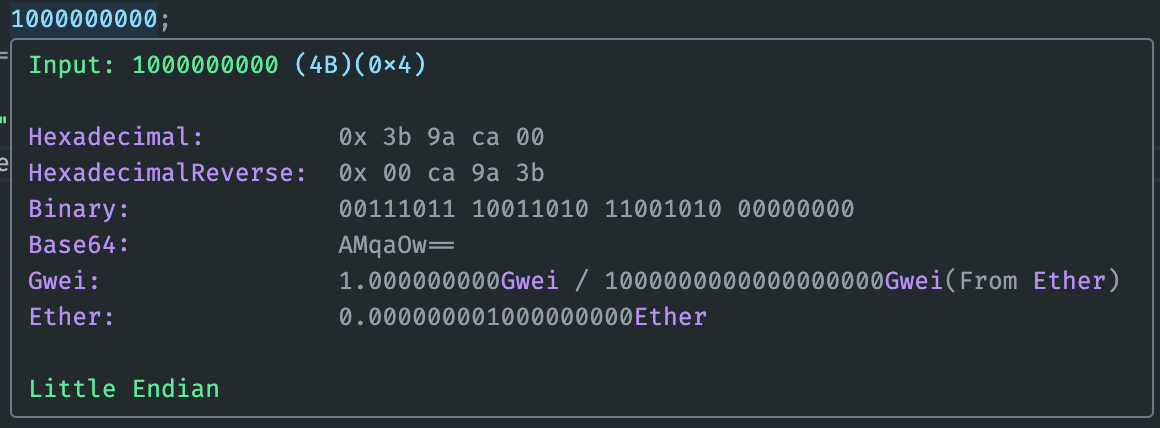 1000000000;
=
Input: 1000000000 (4B)(0×4)
"
Hexadecimal: 0x 3b 9a ca 00
e
HexadecimalReverse: 0x 00 ca 9a 3b
Binary: 00111011 10011010 11001010 00000000
Base64: AMqaOw==
Gwei: 1.000000000Gwei / 1000000000000000000Gwei(From Ether)
Ether: 0.000000001000000000Ether
Little Endian